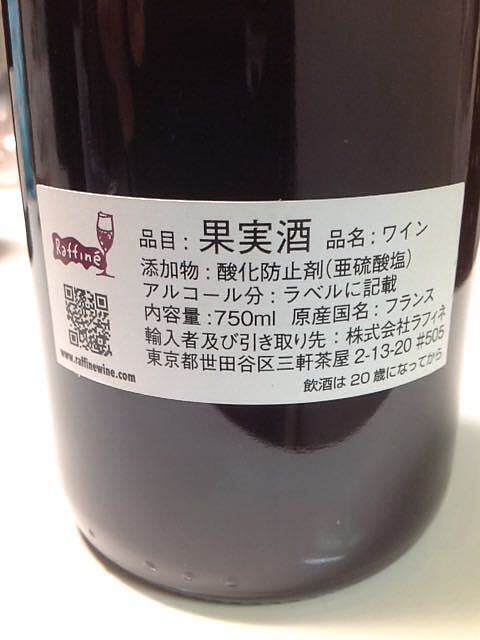 Raffiné
品目：果実酒 品名：ワイン
添加物：酸化防止剤(亜硫酸塩)
アルコール分：ラベルに記載
内容量：750ml 原産国名：フランス
輸入者及び引き取り先：株式会社ラフィネ
東京都世田谷区三軒茶屋 2-13-20 #505
www.raffinewine.com
飲酒は 20 歳になってから